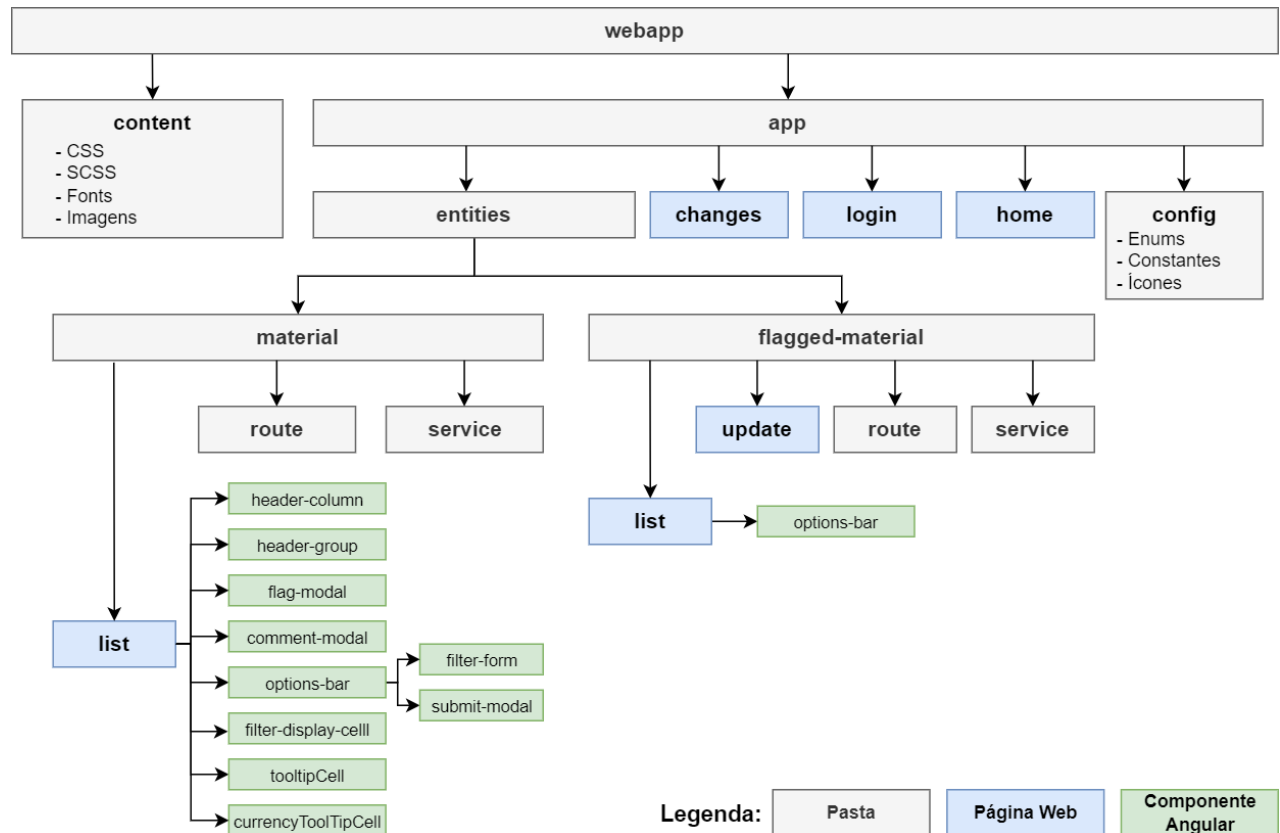 webapp
content
- CSS
- SCSS
- Fonts
- Imagens
app
entities
changes
login
home
config
- Enums
- Constantes
- Ícones
material
flagged-material
route
service
update
route
service
list
header-column
header-group
flag-modal
comment-modal
options-bar
filter-display-celll
tooltipCell
currencyToolTipCell
filter-form
submit-modal
list
options-bar
Legenda:
Pasta
Página Web
Componente
Angular